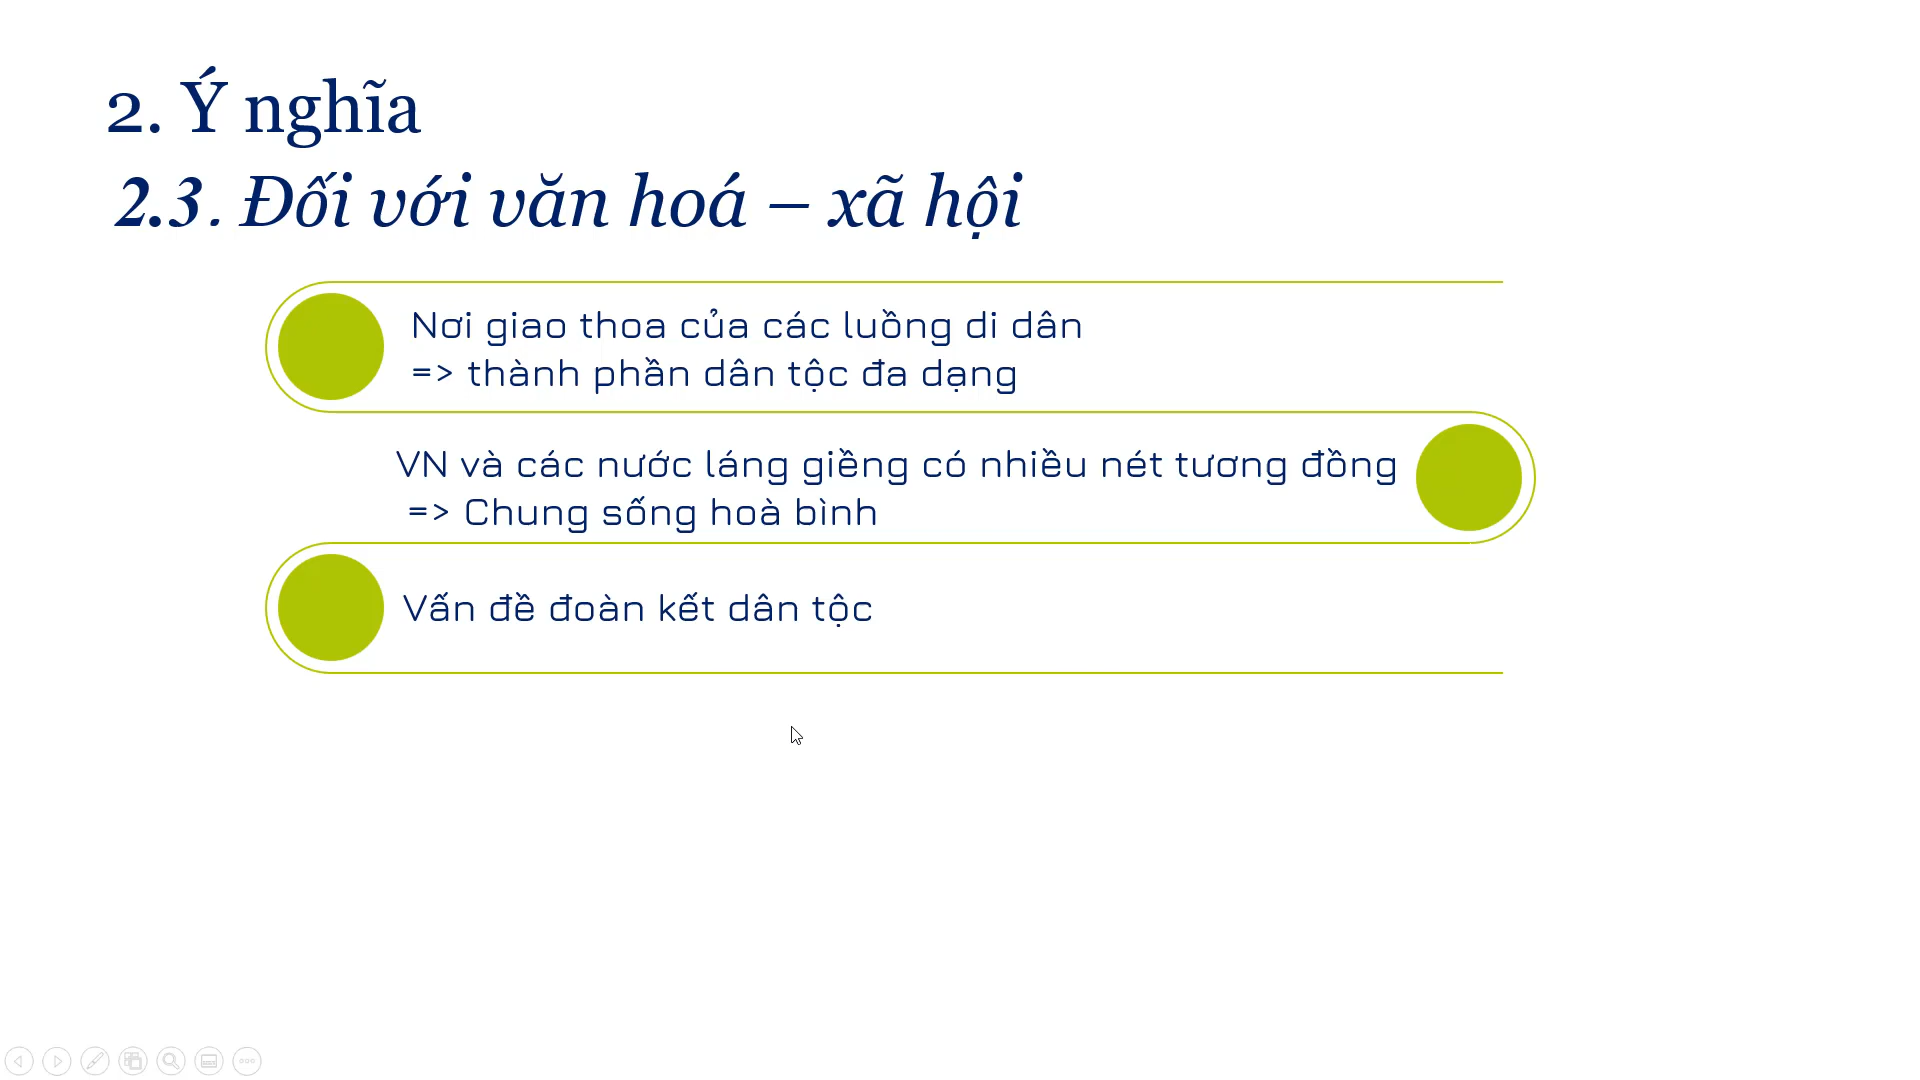 2. Ý nghĩa
2.3. Đối với văn hoá – xã hội
Nơi giao thoa của các luồng di dân
=> thành phần dân tộc đa dạng
VN và các nước láng giềng có nhiều nét tương đồng
=> Chung sống hoà bình
Vấn đề đoàn kết dân tộc